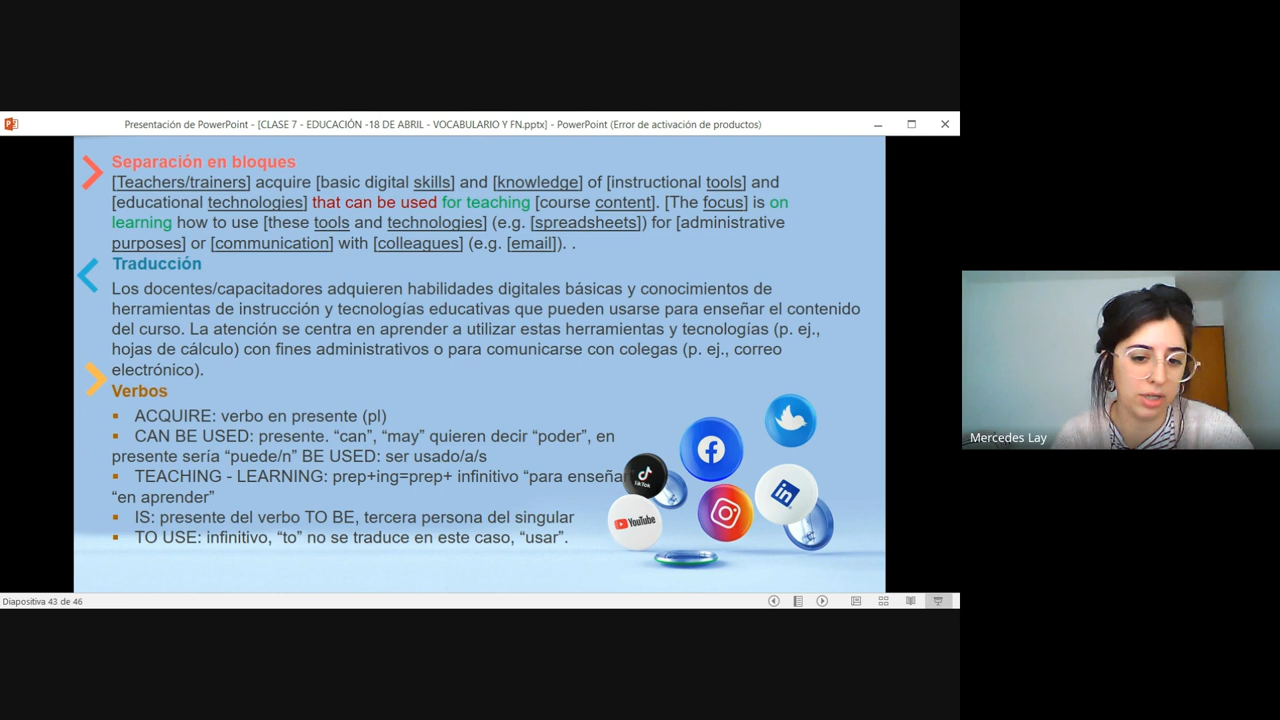 Presentación de PowerPoint - [CLASE 7 - EDUCACIÓN -18 DE ABRIL - VOCABULARIO Y FN.pptx] - PowerPoint (Error de activación de productos)
Separación en bloques
[Teachers/trainers] acquire [basic digital skills] and [knowledge] of [instructional tools] and
[educational technologies] that can be used for teaching [course content]. [The focus] is on
learning how to use [these tools and technologies] (e.g. [spreadsheets]) for [administrative
purposes] or [communication] with [colleagues] (e.g. [email]). .
Traducción
Los docentes/capacitadores adquieren habilidades digitales básicas y conocimientos de
herramientas de instrucción y tecnologías educativas que pueden usarse para enseñar el contenido
del curso. La atención se centra en aprender a utilizar estas herramientas y tecnologías (p. ej.,
hojas de cálculo) con fines administrativos o para comunicarse con colegas (p. ej., correo
electrónico).
Verbos
▪ ACQUIRE: verbo en presente (pl)
▪ CAN BE USED: presente. “can”, “may” quieren decir “poder”, en
presente sería “puede/n” BE USED: ser usado/a/s
▪ TEACHING - LEARNING: prep+ing=prep+ infinitivo “para enseña
“en aprender”
▪ IS: presente del verbo TO BE, tercera persona del singular
▪ TO USE: infinitivo, “to” no se traduce en este caso, “usar”.
TikTok
YouTube
in
Diapositiva 43 de 46
Mercedes Lay